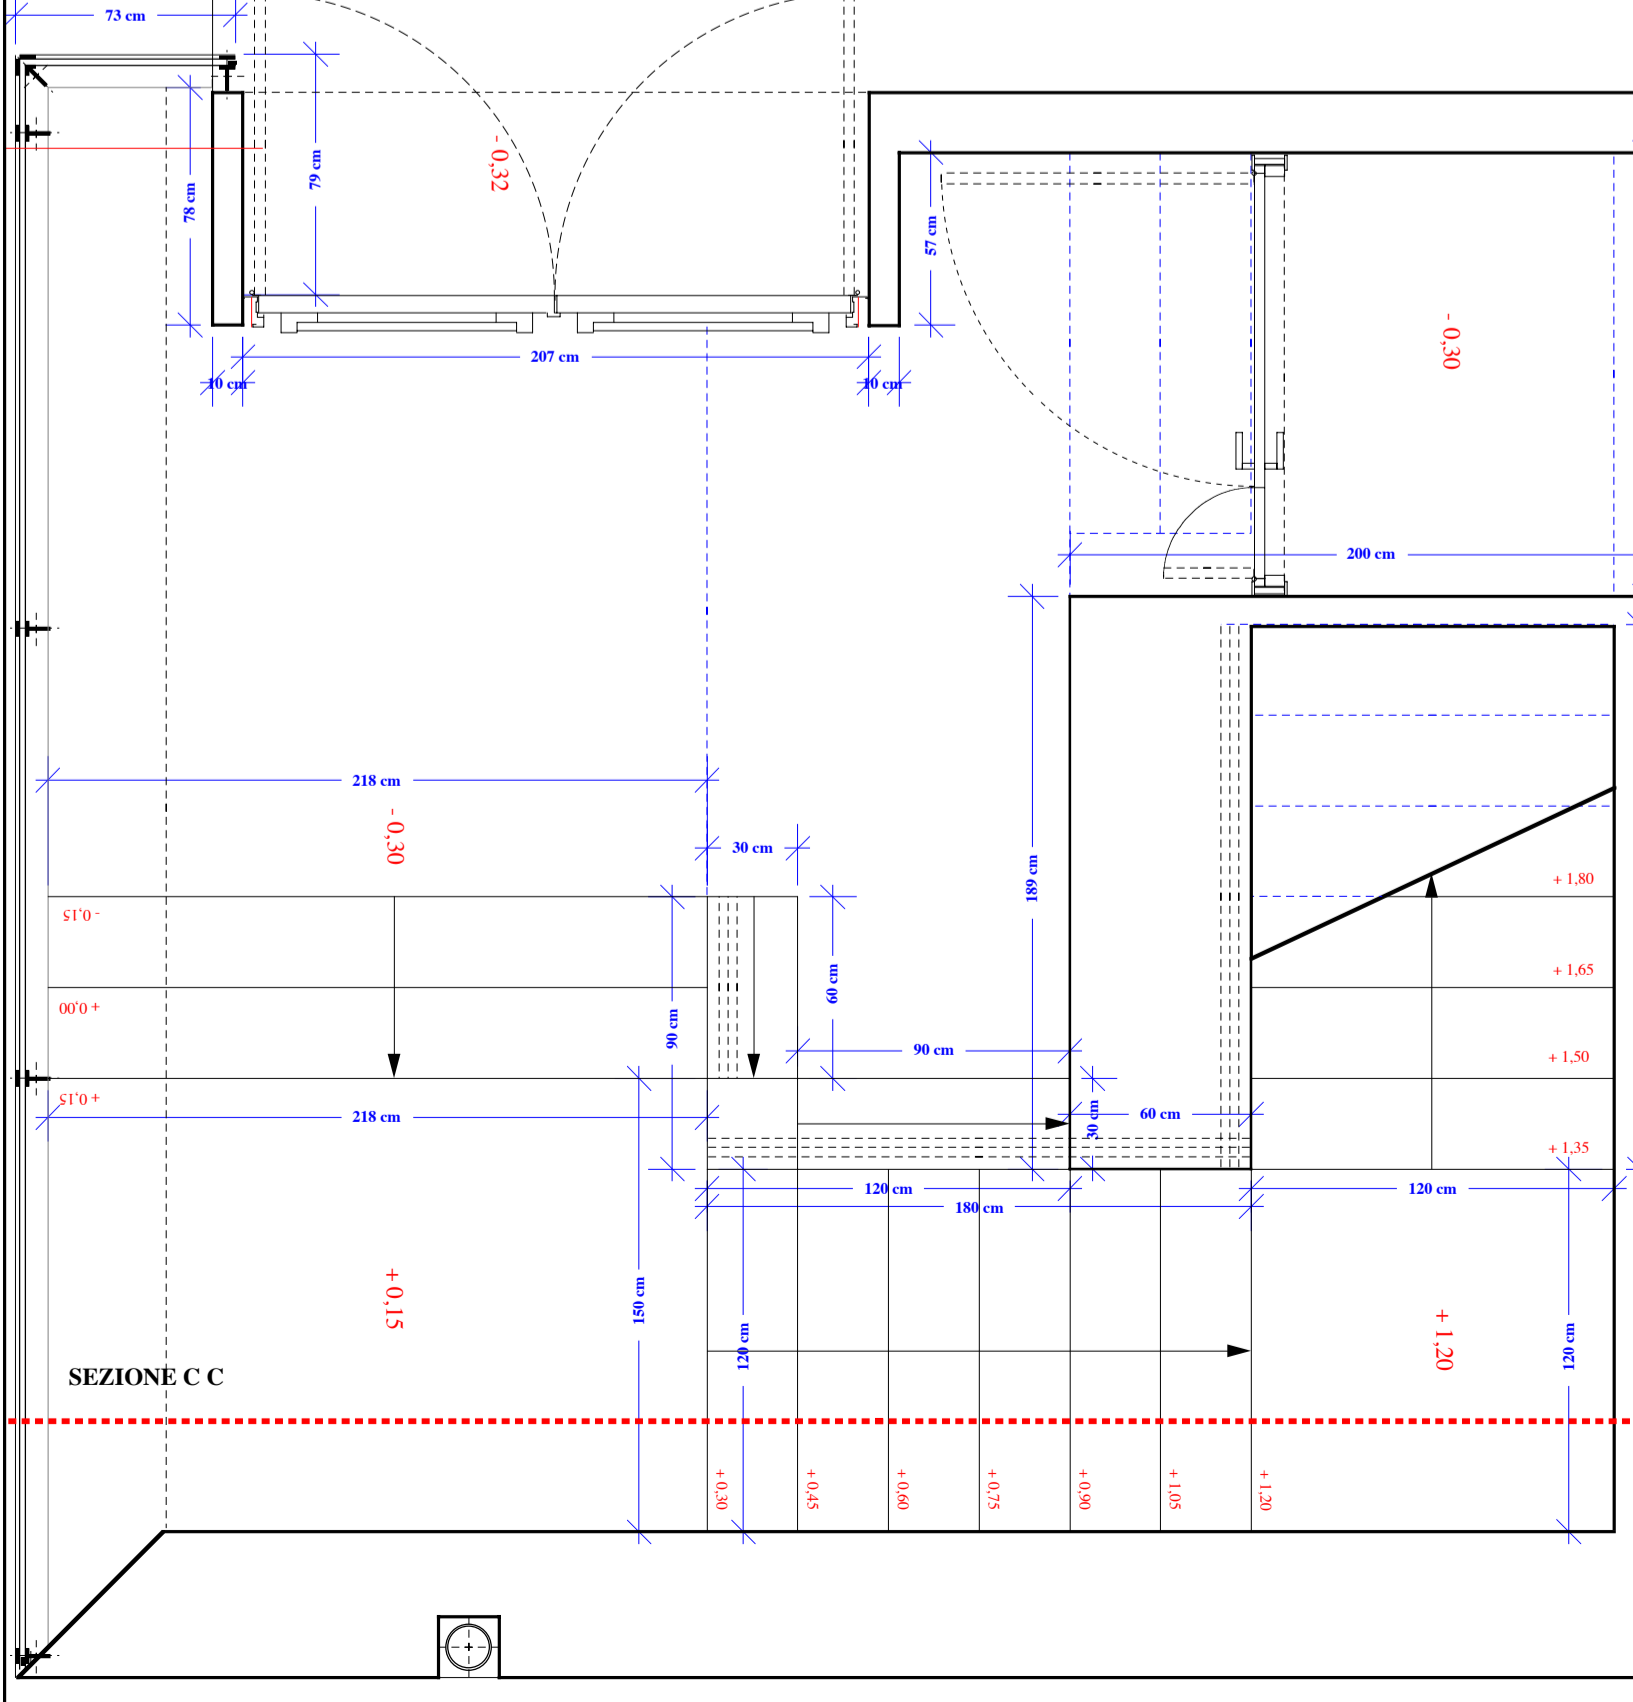 73 cm
- 0,32
79 cm
78 cm
57 cm
- 0,30
207 cm
10 cm
10 cm
200 cm
218 cm
- 0,30
30 cm
189 cm
+ 1,80
- 0,15
+ 1,65
60 cm
+ 0,00
90 cm
90 cm
+ 1,50
+ 0,15
218 cm
30 cm
60 cm
+ 1,35
120 cm
120 cm
180 cm
+ 0,15
150 cm
120 cm
+ 1,20
120 cm
SEZIONE C C
+ 0,30
+ 0,45
+ 0,60
+ 0,75
+ 0,90
+ 1,05
+ 1,20